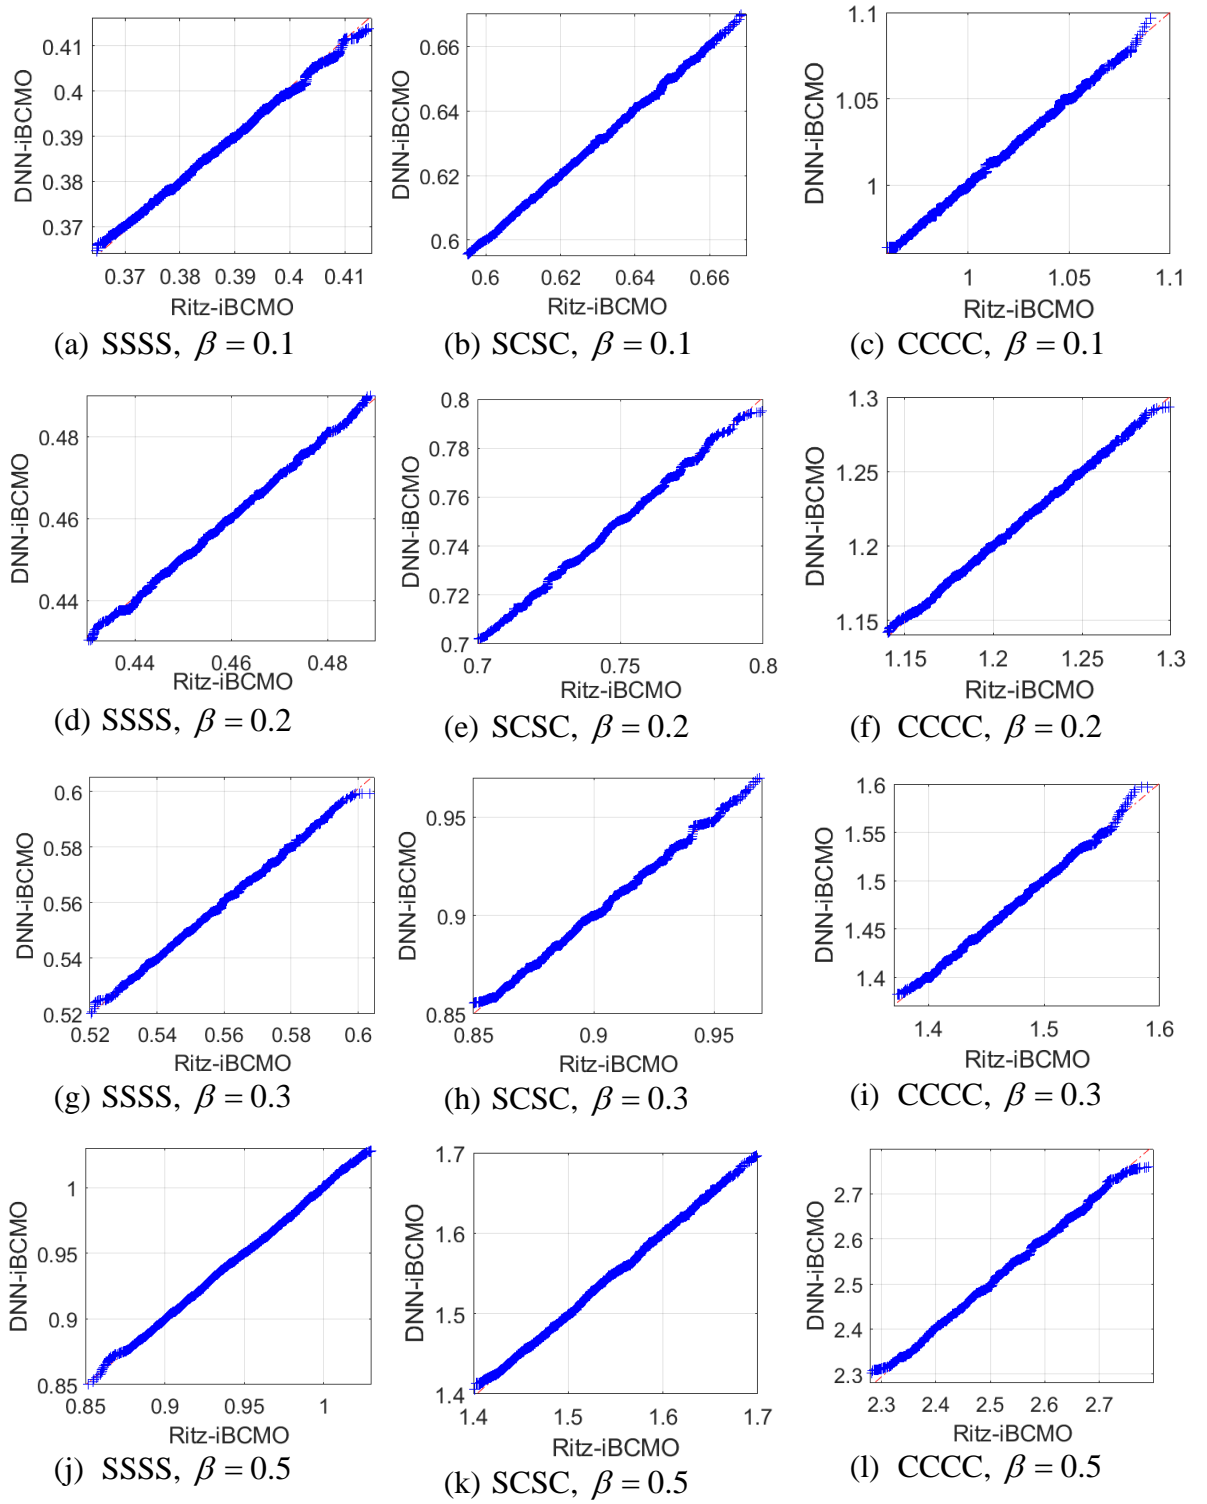 DNN-iBCMO
0.41
0.4
0.39
0.38
0.37
0.37 0.38 0.39 0.4 0.41
Ritz-iBCMO
(a) SSSS, β = 0.1
DNN-iBCMO
0.66
0.64
0.62
0.6
0.6 0.62 0.64 0.66
Ritz-iBCMO
(b) SCSC, β = 0.1
DNN-iBCMO
1.1
1.05
1
1 1.05 1.1
Ritz-iBCMO
(c) CCCC, β = 0.1
DNN-iBCMO
0.48
0.46
0.44
0.44 0.46 0.48
Ritz-iBCMO
(d) SSSS, β = 0.2
DNN-iBCMO
0.8
0.78
0.76
0.74
0.72
0.7
0.7 0.75 0.8
Ritz-iBCMO
(e) SCSC, β = 0.2
DNN-iBCMO
1.3
1.25
1.2
1.15
1.15 1.2 1.25 1.3
Ritz-iBCMO
(f) CCCC, β = 0.2
DNN-iBCMO
0.6
0.58
0.56
0.54
0.52
0.52 0.54 0.56 0.58 0.6
Ritz-iBCMO
(g) SSSS, β = 0.3
DNN-iBCMO
0.95
0.9
0.85
0.85 0.9 0.95
Ritz-iBCMO
(h) SCSC, β = 0.3
DNN-iBCMO
1.6
1.55
1.5
1.45
1.4
1.4 1.5 1.6
Ritz-iBCMO
(i) CCCC, β = 0.3
DNN-iBCMO
1
0.95
0.9
0.85
0.85 0.9 0.95 1
Ritz-iBCMO
(j) SSSS, β = 0.5
DNN-iBCMO
1.7
1.6
1.5
1.4
1.4 1.5 1.6 1.7
Ritz-iBCMO
(k) SCSC, β = 0.5
DNN-iBCMO
2.7
2.6
2.5
2.4
2.3
2.3 2.4 2.5 2.6 2.7
Ritz-iBCMO
(l) CCCC, β = 0.5